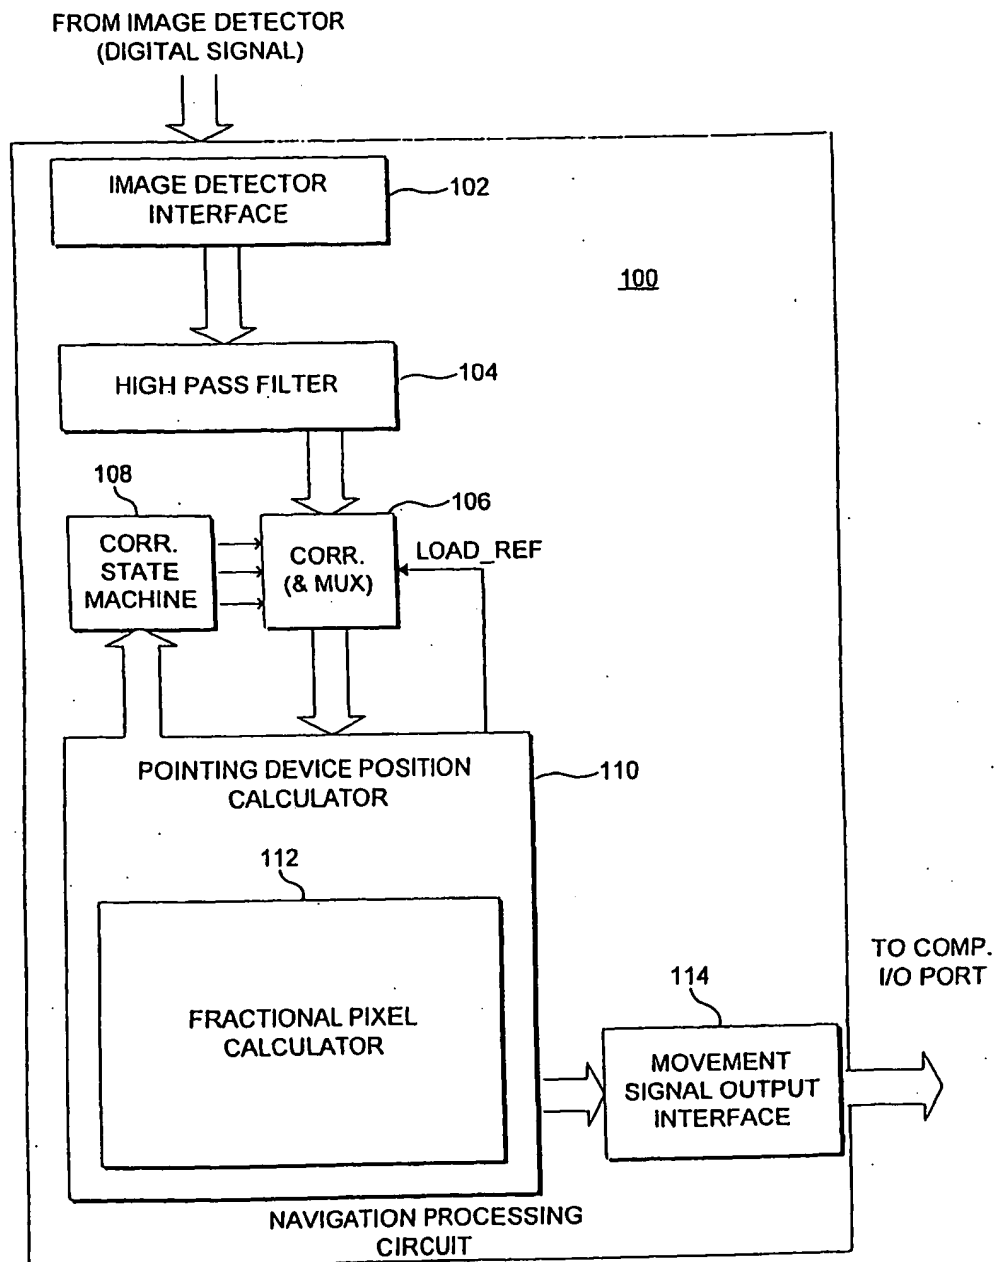 FROM IMAGE DETECTOR
(DIGITAL SIGNAL)
IMAGE DETECTOR
INTERFACE
102
100
HIGH PASS FILTER
104
108
106
CORR.
STATE
MACHINE
CORR.
(& MUX)
LOAD_REF
POINTING DEVICE POSITION
CALCULATOR
110
112
FRACTIONAL PIXEL
CALCULATOR
TO COMP.
I/O PORT
114
MOVEMENT
SIGNAL OUTPUT
INTERFACE
NAVIGATION PROCESSING
CIRCUIT